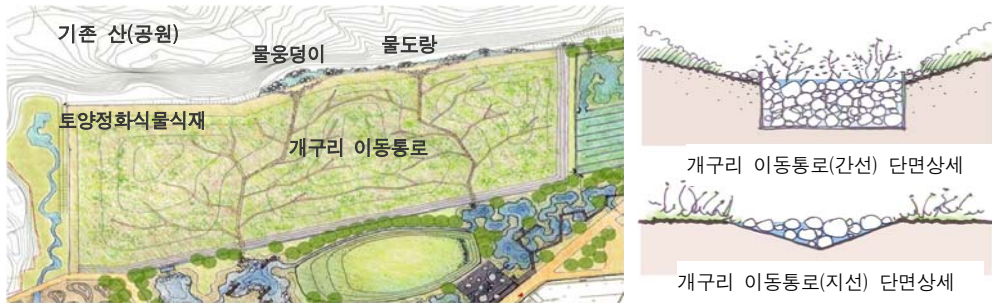 기존 산(공원)
물웅덩이
물도랑
토양정화식물식재
개구리 이동통로
개구리 이동통로(간선) 단면상세
개구리 이동통로(지선) 단면상세